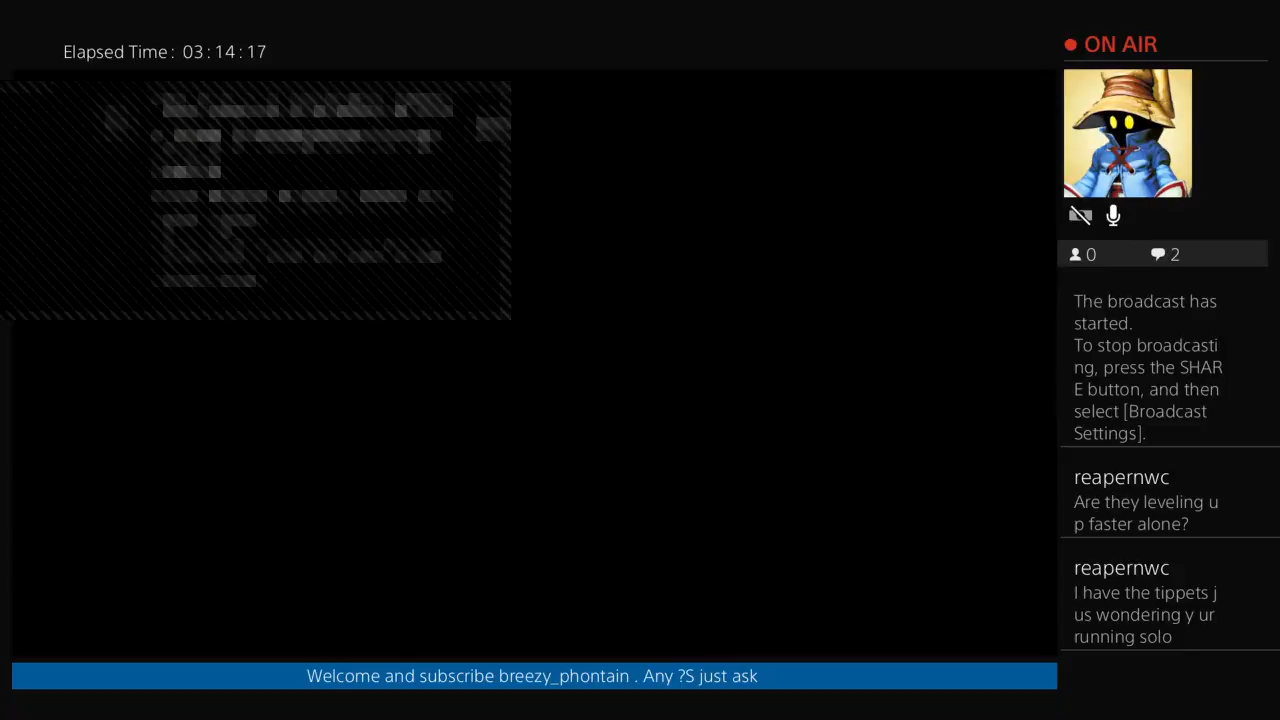 Elapsed Time: 03:14:17
ON AIR
0
2
The broadcast has
started.
To stop broadcasti
ng, press the SHAR
E button, and then
select [Broadcast
Settings].
reapernwc
Are they leveling u
p faster alone?
reapernwc
I have the tippets j
us wondering y ur
running solo
Welcome and subscribe breezy_phontain . Any ?S just ask